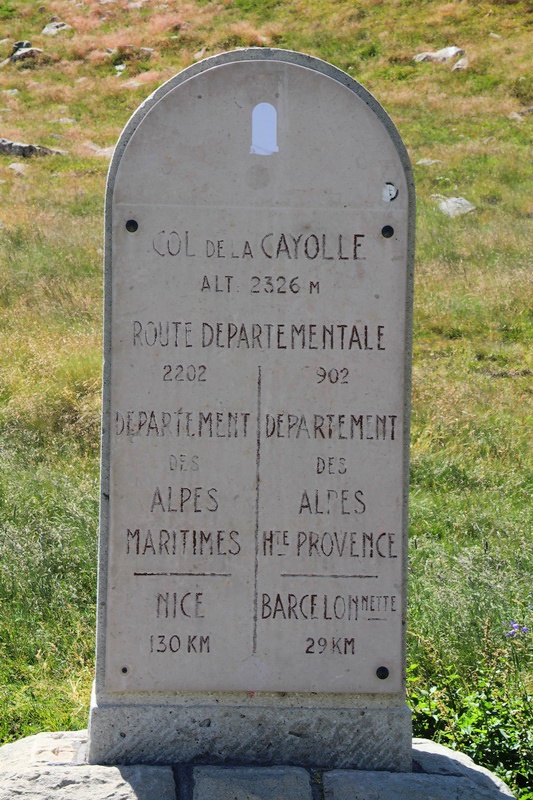 COL DE LA CAYOLLE
ALT. 2326 M
ROUTE DEPARTEMENTALE
2202
DEPARTEMENT
DES
ALPES
MARITIMES
NICE
130 KM
902
DEPARTEMENT
DES
ALPES
HTE PROVENCE
BARCELONNETTE
29 KM